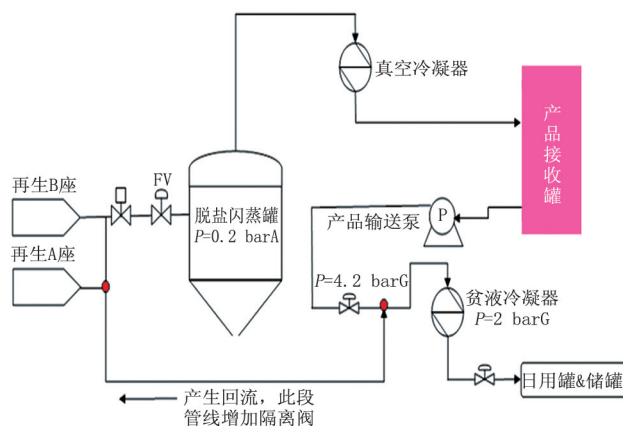 真空冷凝器
产品接收罐
再生B座
FV
脱盐闪蒸罐
P=0.2 barA
产品输送泵
P
再生A座
P=4.2 barG
贫液冷凝器
P=2 barG
日用罐&储罐
产生回流，此段
管线增加隔离阀